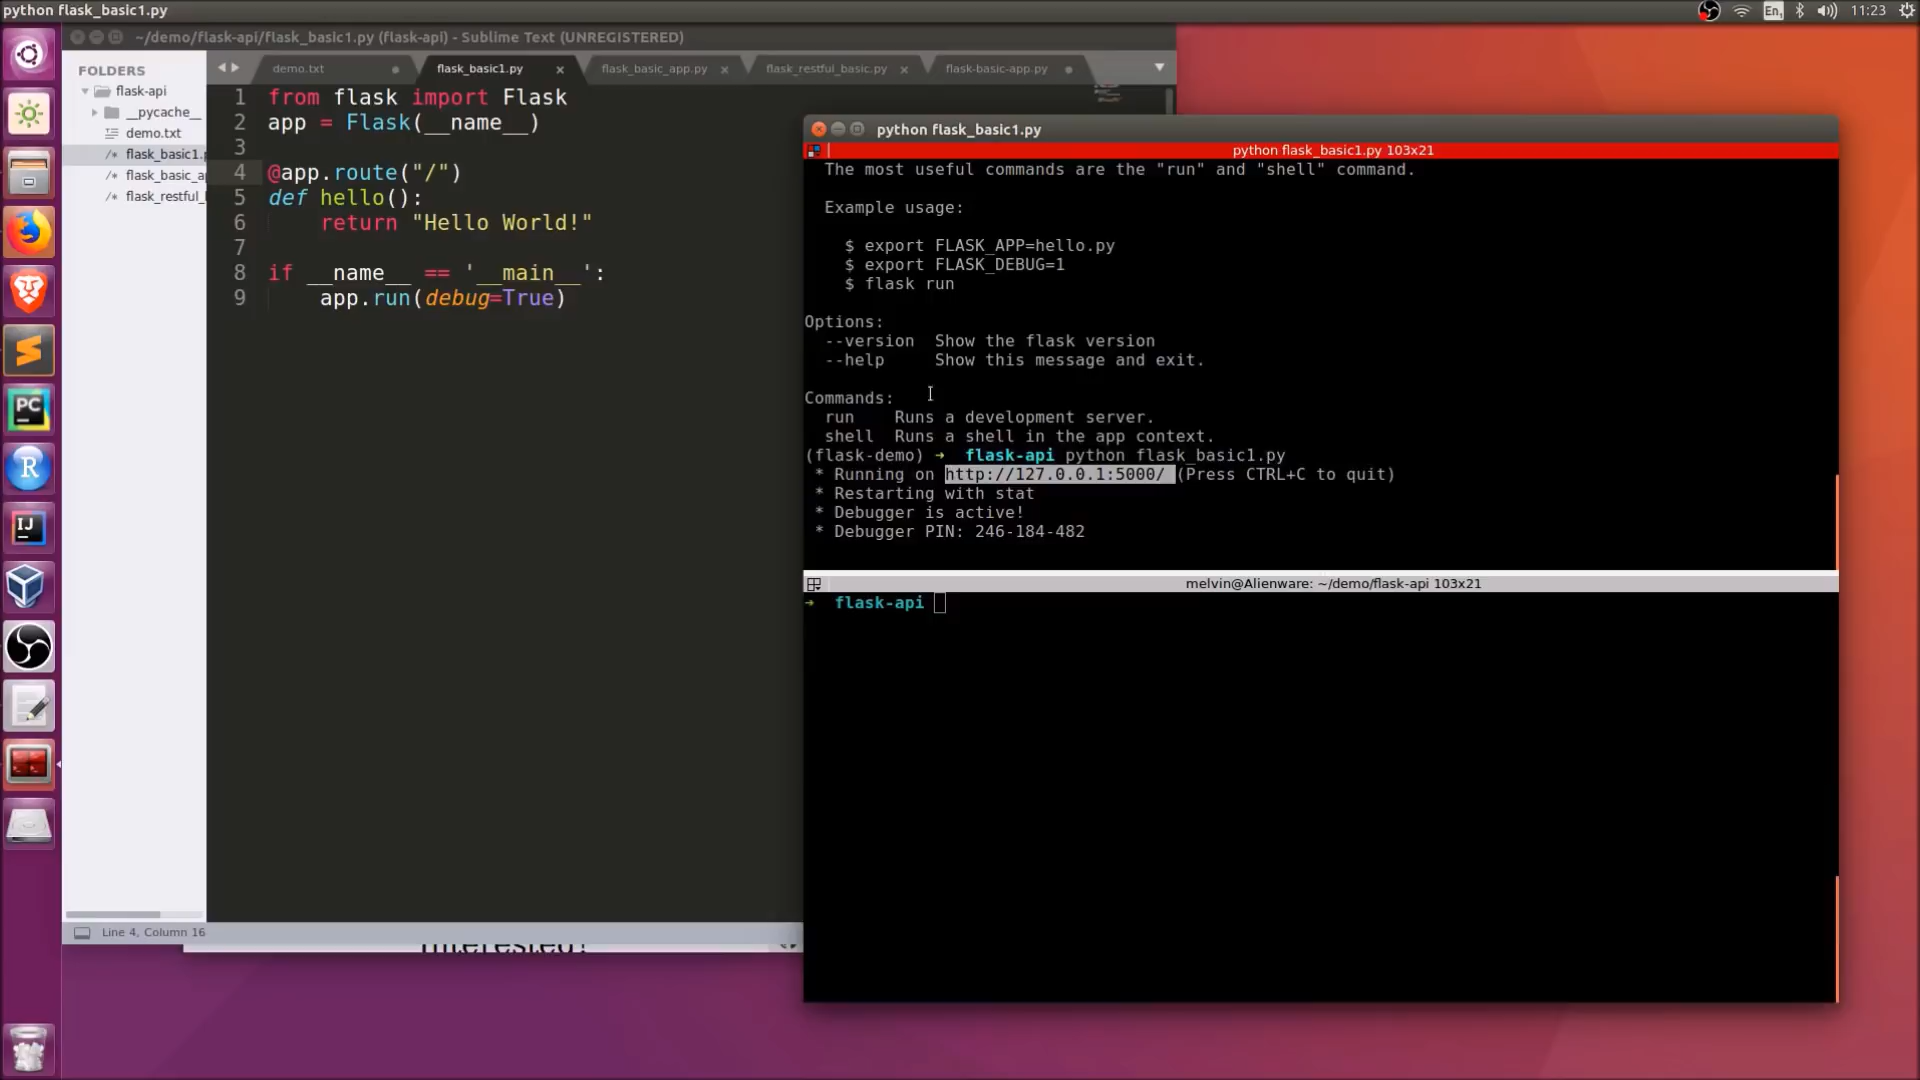 python flask_basic1.py
En1
11:23
~/demo/flask-api/flask_basic1.py (flask-api) - Sublime Text (UNREGISTERED)
FOLDERS
flask-api
__pycache__
demo.txt
/* flask_basic1.p
/* flask_basic_ap
/* flask_restful_
demo.txt
flask_basic1.py
flask_basic_app.py
flask_restful_basic.py
flask-basic-app.py
1 from flask import Flask
2 app = Flask(__name__)
3
4 @app.route("/")
5 def hello():
6 return "Hello World!"
7
8 if __name__ == '__main__':
9 app.run(debug=True)
Line 4, Column 16
python flask_basic1.py
python flask_basic1.py 103x21
The most useful commands are the "run" and "shell" command.
Example usage:
$ export FLASK_APP=hello.py
$ export FLASK_DEBUG=1
$ flask run
Options:
--version Show the flask version
--help Show this message and exit.
Commands:
run Runs a development server.
shell Runs a shell in the app context.
(flask-demo) ➜ flask-api python flask_basic1.py
* Running on http://127.0.0.1:5000/ (Press CTRL+C to quit)
* Restarting with stat
* Debugger is active!
* Debugger PIN: 246-184-482
melvin@Alienware: ~/demo/flask-api 103x21
➜ flask-api
PC
R
IJ